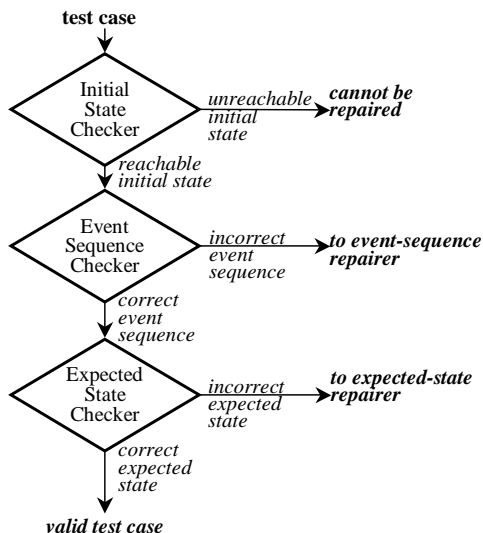 test case
Initial
State
Checker
unreachable
initial
state
cannot be
repaired
reachable
initial state
Event
Sequence
Checker
incorrect
event
sequence
to event-sequence
repairer
correct
event
sequence
Expected
State
Checker
incorrect
expected
state
to expected-state
repairer
correct
expected
state
valid test case